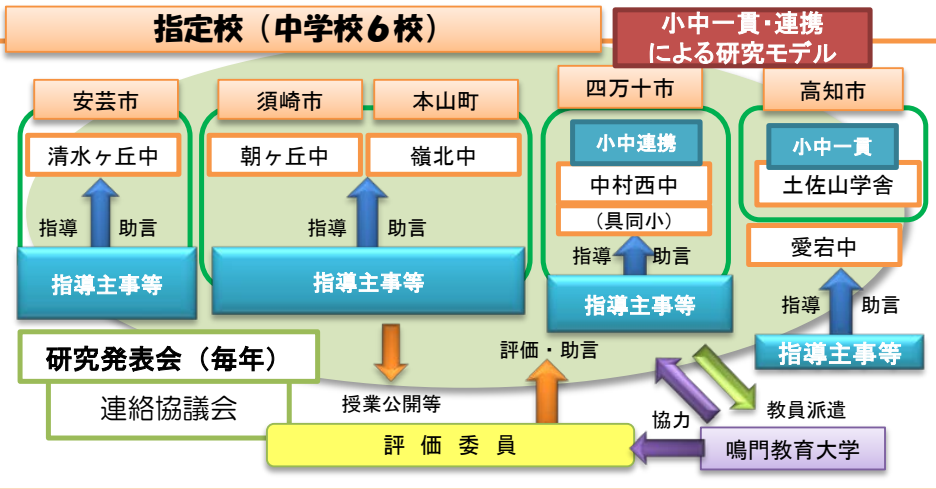 指定校（中学校６校）
小中一貫・連携
による研究モデル
安芸市
須崎市
本山町
四万十市
高知市
清水ヶ丘中
朝ヶ丘中
嶺北中
小中連携
中村西中
（具同小）
小中一貫
土佐山学舎
愛宕中
指導 助言
指導 助言
指導 助言
指導 助言
指導主事等
指導主事等
指導主事等
指導主事等
研究発表会（毎年）
連絡協議会
授業公開等
評価・助言
評 価 委 員
協力
教員派遣
鳴門教育大学